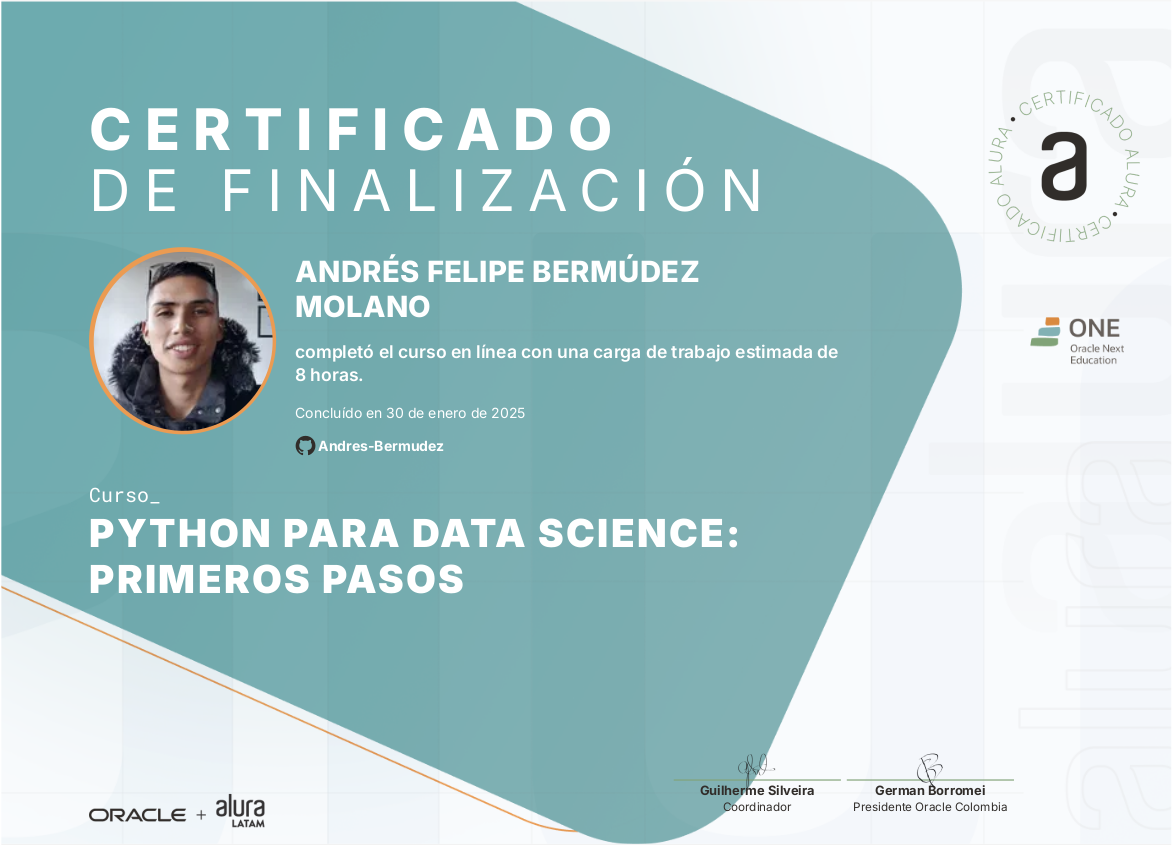 CERTIFICADO
DE FINALIZACIÓN
CERTIFICADO ALURA • CERTIFICADO ALURA •
a
ANDRÉS FELIPE BERMÚDEZ
MOLANO
completó el curso en línea con una carga de trabajo estimada de
8 horas.
Concluído en 30 de enero de 2025
Andres-Bermudez
ONE
Oracle Next
Education
Curso_
PYTHON PARA DATA SCIENCE:
PRIMEROS PASOS
Guilherme Silveira
Coordinador
German Borromei
Presidente Oracle Colombia
ORACLE + alura
LATAM
alura